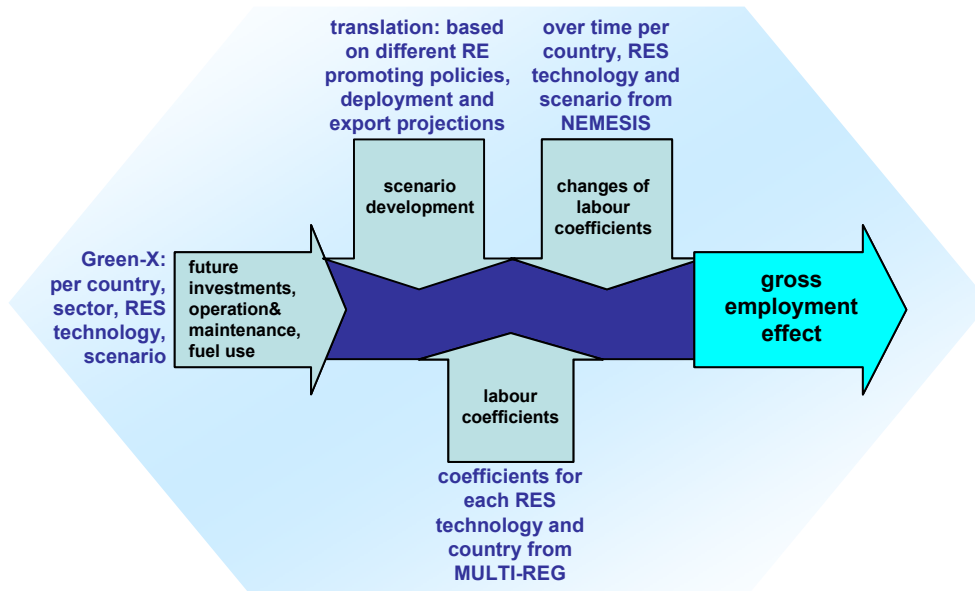 translation: based
on different RE
promoting policies,
deployment and
export projections
over time per
country, RES
technology and
scenario from
NEMESIS
scenario
development
changes of
labour
coefficients
Green-X:
per country,
sector, RES
technology,
scenario
future
investments,
operation&
maintenance,
fuel use
gross
employment
effect
labour
coefficients
coefficients for
each RES
technology and
country from
MULTI-REG